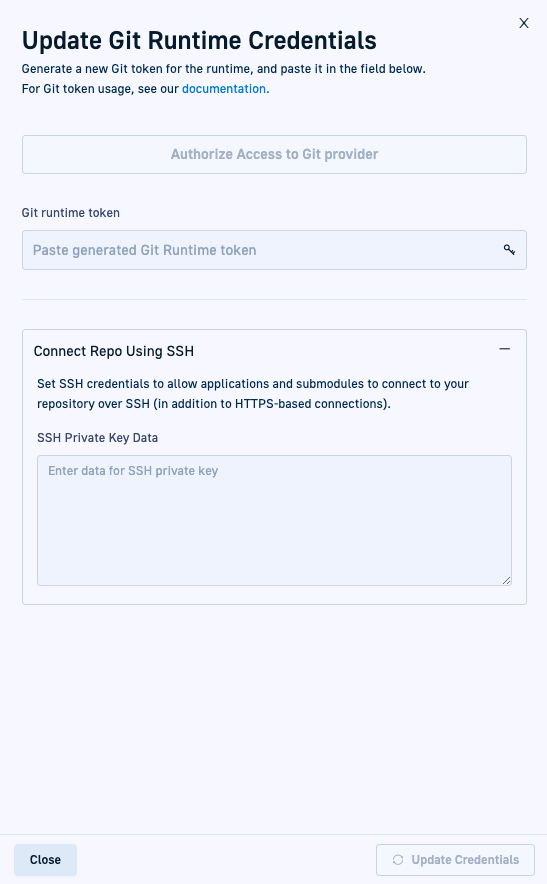 X
Update Git Runtime Credentials
Generate a new Git token for the runtime, and paste it in the field below.
For Git token usage, see our documentation.
Authorize Access to Git provider
Git runtime token
Paste generated Git Runtime token
Connect Repo Using SSH
Set SSH credentials to allow applications and submodules to connect to your
repository over SSH (in addition to HTTPS-based connections).
SSH Private Key Data
Enter data for SSH private key
Close
Update Credentials